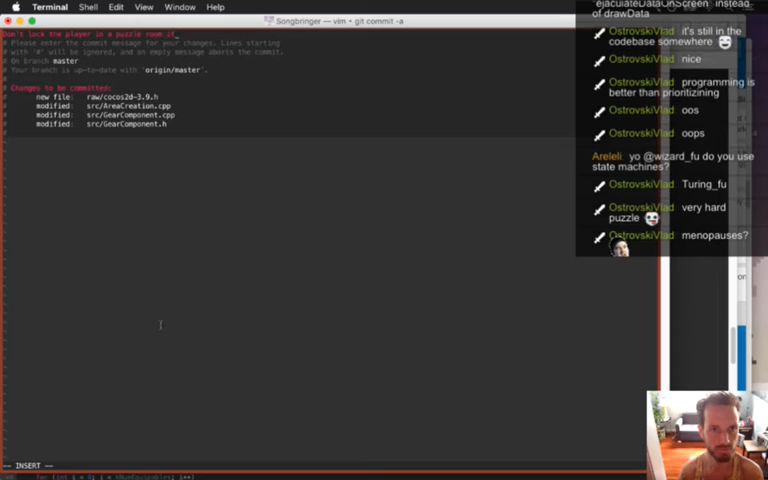 Terminal Shell Edit View Window Help
Songbringer — vim • git commit -a
Don't lock the player in a puzzle room if
# Please enter the commit message for your changes. Lines starting
# with '#' will be ignored, and an empty message aborts the commit.
# On branch master
# Your branch is up-to-date with 'origin/master'.
#
# Changes to be committed:
# new file: raw/cocos2d-3.9.h
# modified: src/AreaCreation.cpp
# modified: src/GearComponent.cpp
# modified: src/GearComponent.h
#
-- INSERT --
"ejaculateDataOnScreen" instead
of drawData
OstrovskiVlad it's still in the
codebase somewhere
OstrovskiVlad nice
OstrovskiVlad programming is
better than prioritizining
OstrovskiVlad oos
OstrovskiVlad oops
Areleli yo @wizard_fu do you use
state machines?
OstrovskiVlad Turing_fu
OstrovskiVlad very hard
puzzle
OstrovskiVlad menopauses?